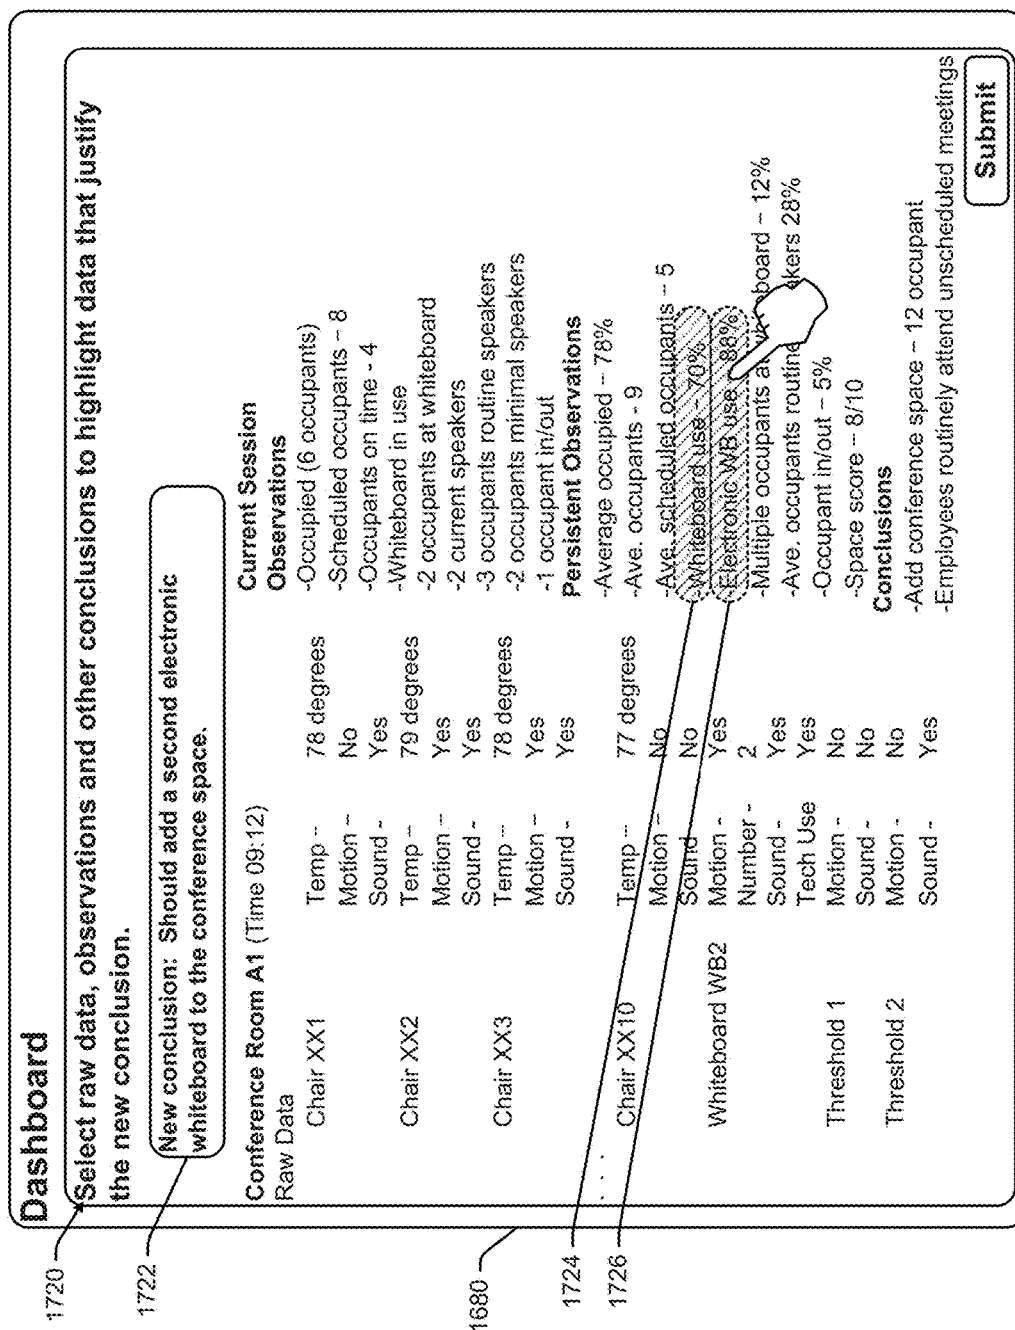 Dashboard
Select raw data, observations and other conclusions to highlight data that justify
the new conclusion.
New conclusion: Should add a second electronic
whiteboard to the conference space.
Conference Room A1 (Time 09:12)
Raw Data
Chair XX1 Temp – 78 degrees
Motion – No
Sound - Yes
Chair XX2 Temp – 79 degrees
Motion – Yes
Sound - Yes
Chair XX3 Temp – 78 degrees
Motion – Yes
Sound - Yes
. . .
Chair XX10 Temp – 77 degrees
Motion – No
Sound - No
Whiteboard WB2 Motion - Yes
Number - 2
Sound - Yes
Tech Use Yes
Threshold 1 Motion - No
Sound - No
Threshold 2 Motion - No
Sound - Yes
Current Session
Observations
-Occupied (6 occupants)
-Scheduled occupants – 8
-Occupants on time - 4
-Whiteboard in use
-2 occupants at whiteboard
-2 current speakers
-3 occupants routine speakers
-2 occupants minimal speakers
-1 occupant in/out
Persistent Observations
-Average occupied – 78%
-Ave. occupants - 9
-Ave. scheduled occupants – 5
-Whiteboard use – 70%
-Electronic WB use 88%
-Multiple occupants at board – 12%
-Ave. occupants routine akers 28%
-Occupant in/out – 5%
-Space score – 8/10
Conclusions
-Add conference space – 12 occupant
-Employees routinely attend unscheduled meetings
Submit
1720
1722
1680
1724
1726